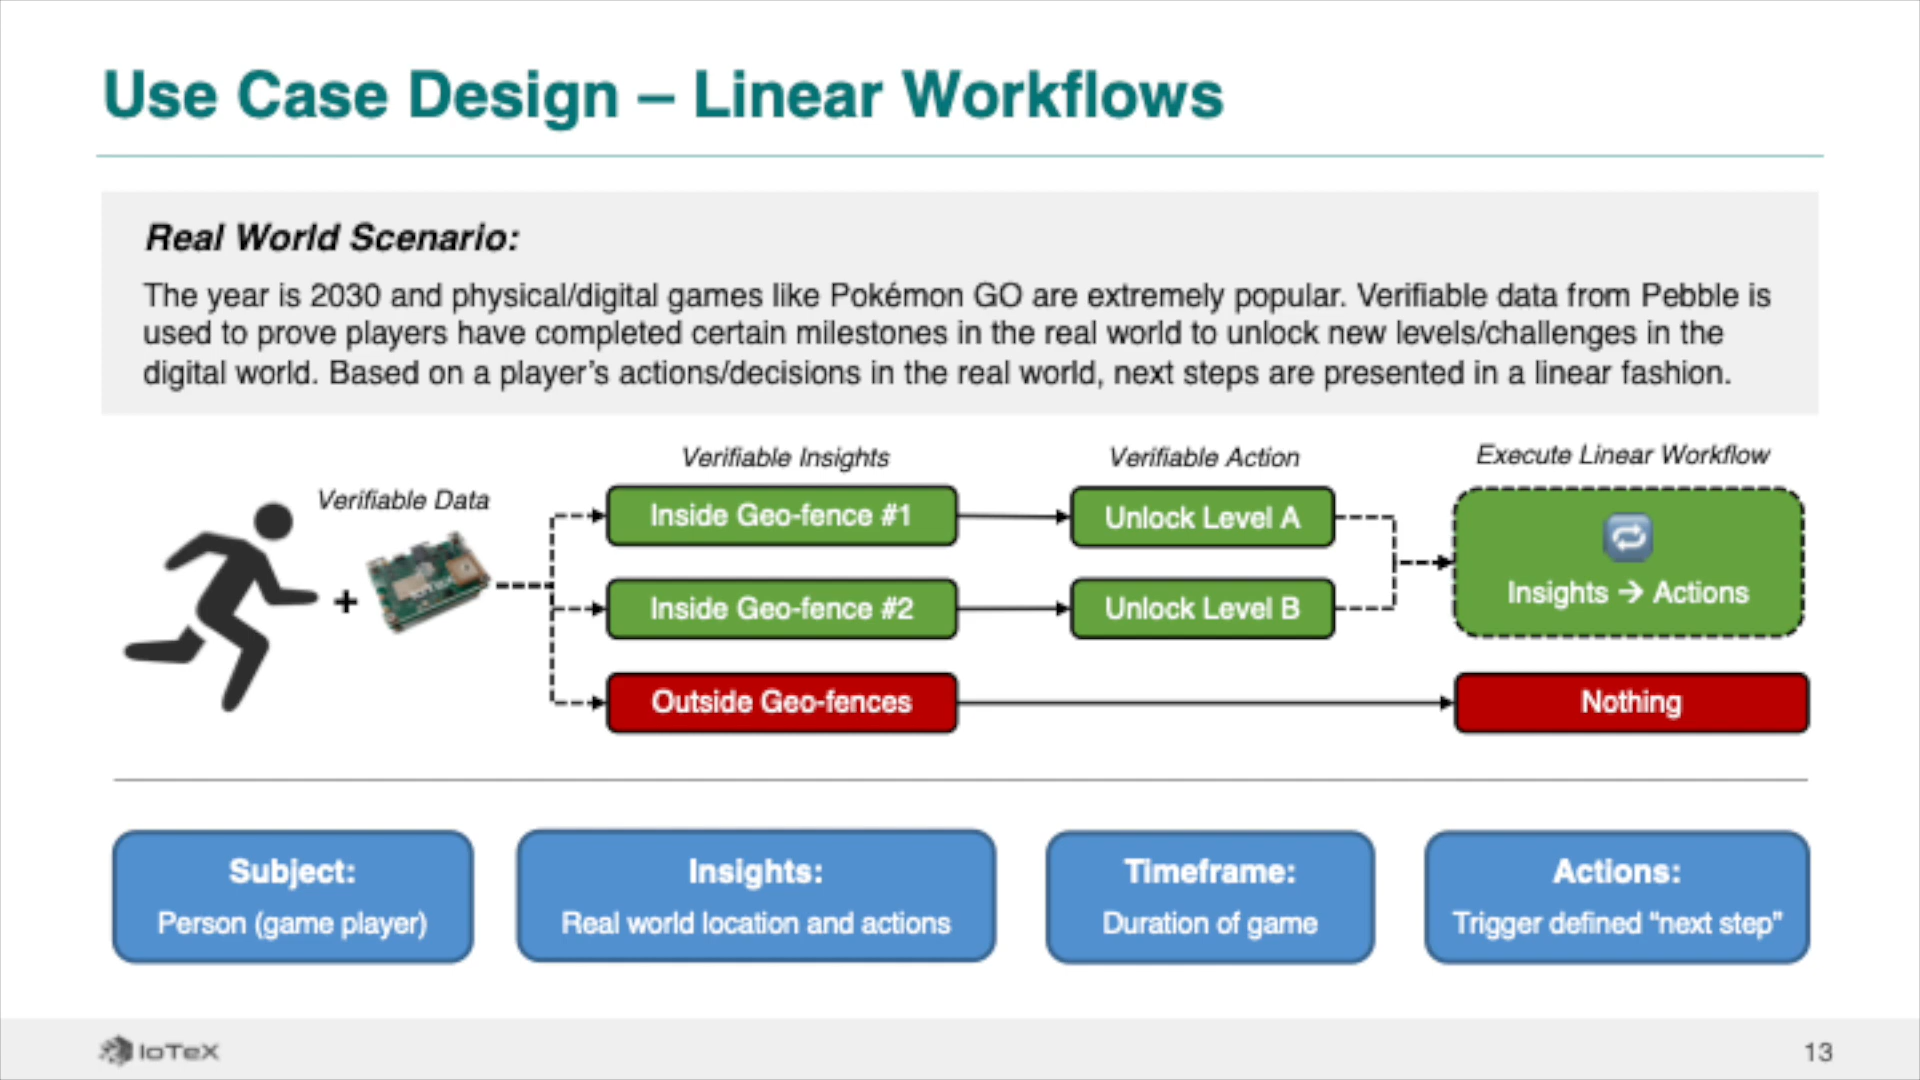 Use Case Design – Linear Workflows
Real World Scenario:
The year is 2030 and physical/digital games like Pokémon GO are extremely popular. Verifiable data from Pebble is
used to prove players have completed certain milestones in the real world to unlock new levels/challenges in the
digital world. Based on a player’s actions/decisions in the real world, next steps are presented in a linear fashion.
Verifiable Data
+
Verifiable Insights
Verifiable Action
Execute Linear Workflow
Inside Geo-fence #1
Unlock Level A
Inside Geo-fence #2
Unlock Level B
Insights → Actions
Outside Geo-fences
Nothing
Subject:
Person (game player)
Insights:
Real world location and actions
Timeframe:
Duration of game
Actions:
Trigger defined “next step”
IoTeX
13